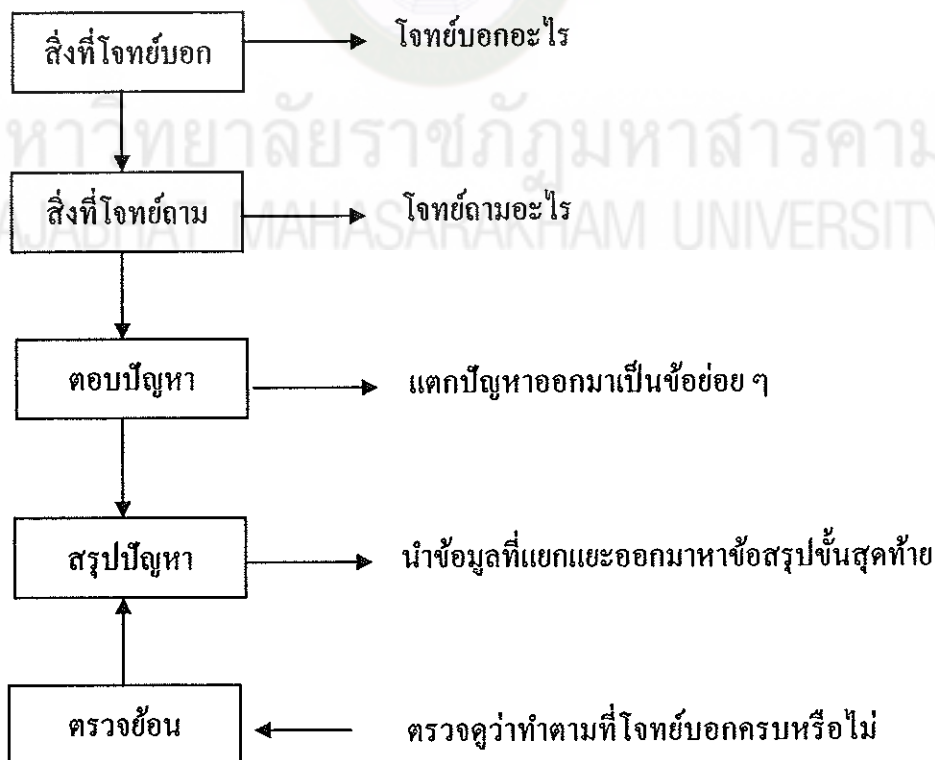 สิ่งที่โจทย์บอก โจทย์บอกอะไร
หาวิทยาลัยราชภัฏมหาสารคาม
สิ่งที่โจทย์ถาม โจทย์ถามอะไร
AJABHAT MAHASARAKHAM UNIVERSITY
ตอบปัญหา แตกปัญหาออกมาเป็นข้อย่อย ๆ
สรุปปัญหา นำข้อมูลที่แยกแยะออกมาหาข้อสรุปขั้นสุดท้าย
ตรวจย้อน ตรวจดูว่าทำตามที่โจทย์บอกครบหรือไม่